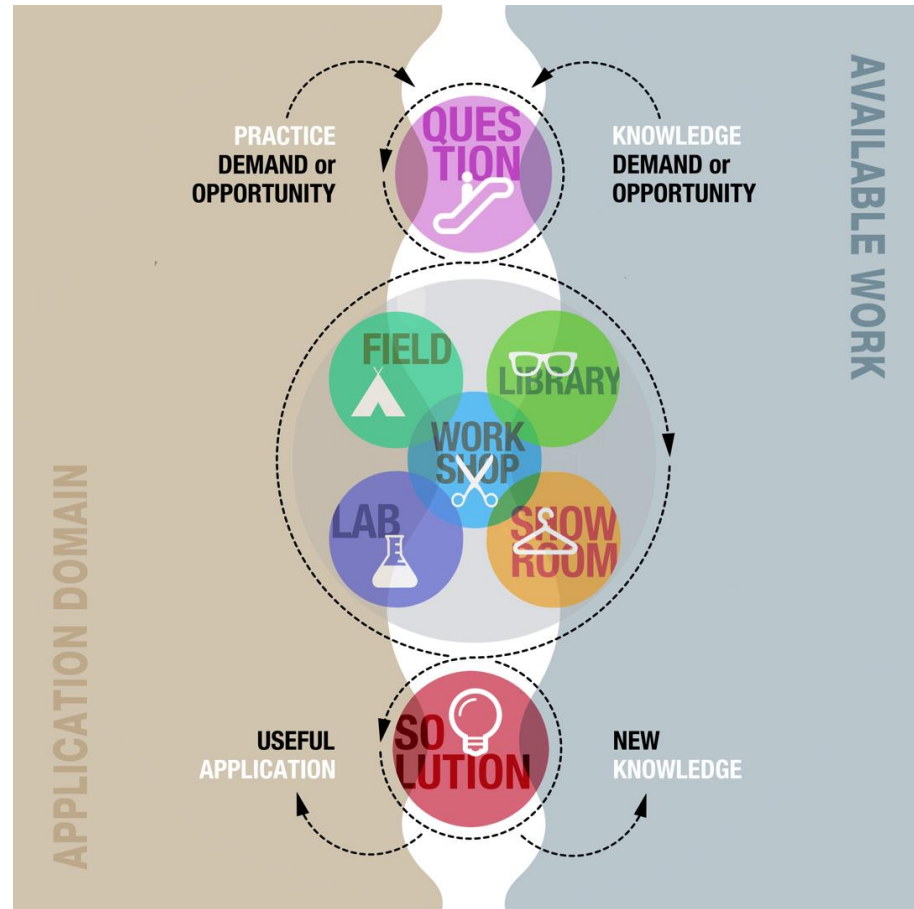 QUES
TION
PRACTICE
DEMAND or
OPPORTUNITY
KNOWLEDGE
DEMAND or
OPPORTUNITY
AVAILABLE WORK
FIELD
LIBRARY
WORK
SHOP
LAB
SHOW
ROOM
APPLICATION DOMAIN
SO
LUTION
USEFUL
APPLICATION
NEW
KNOWLEDGE